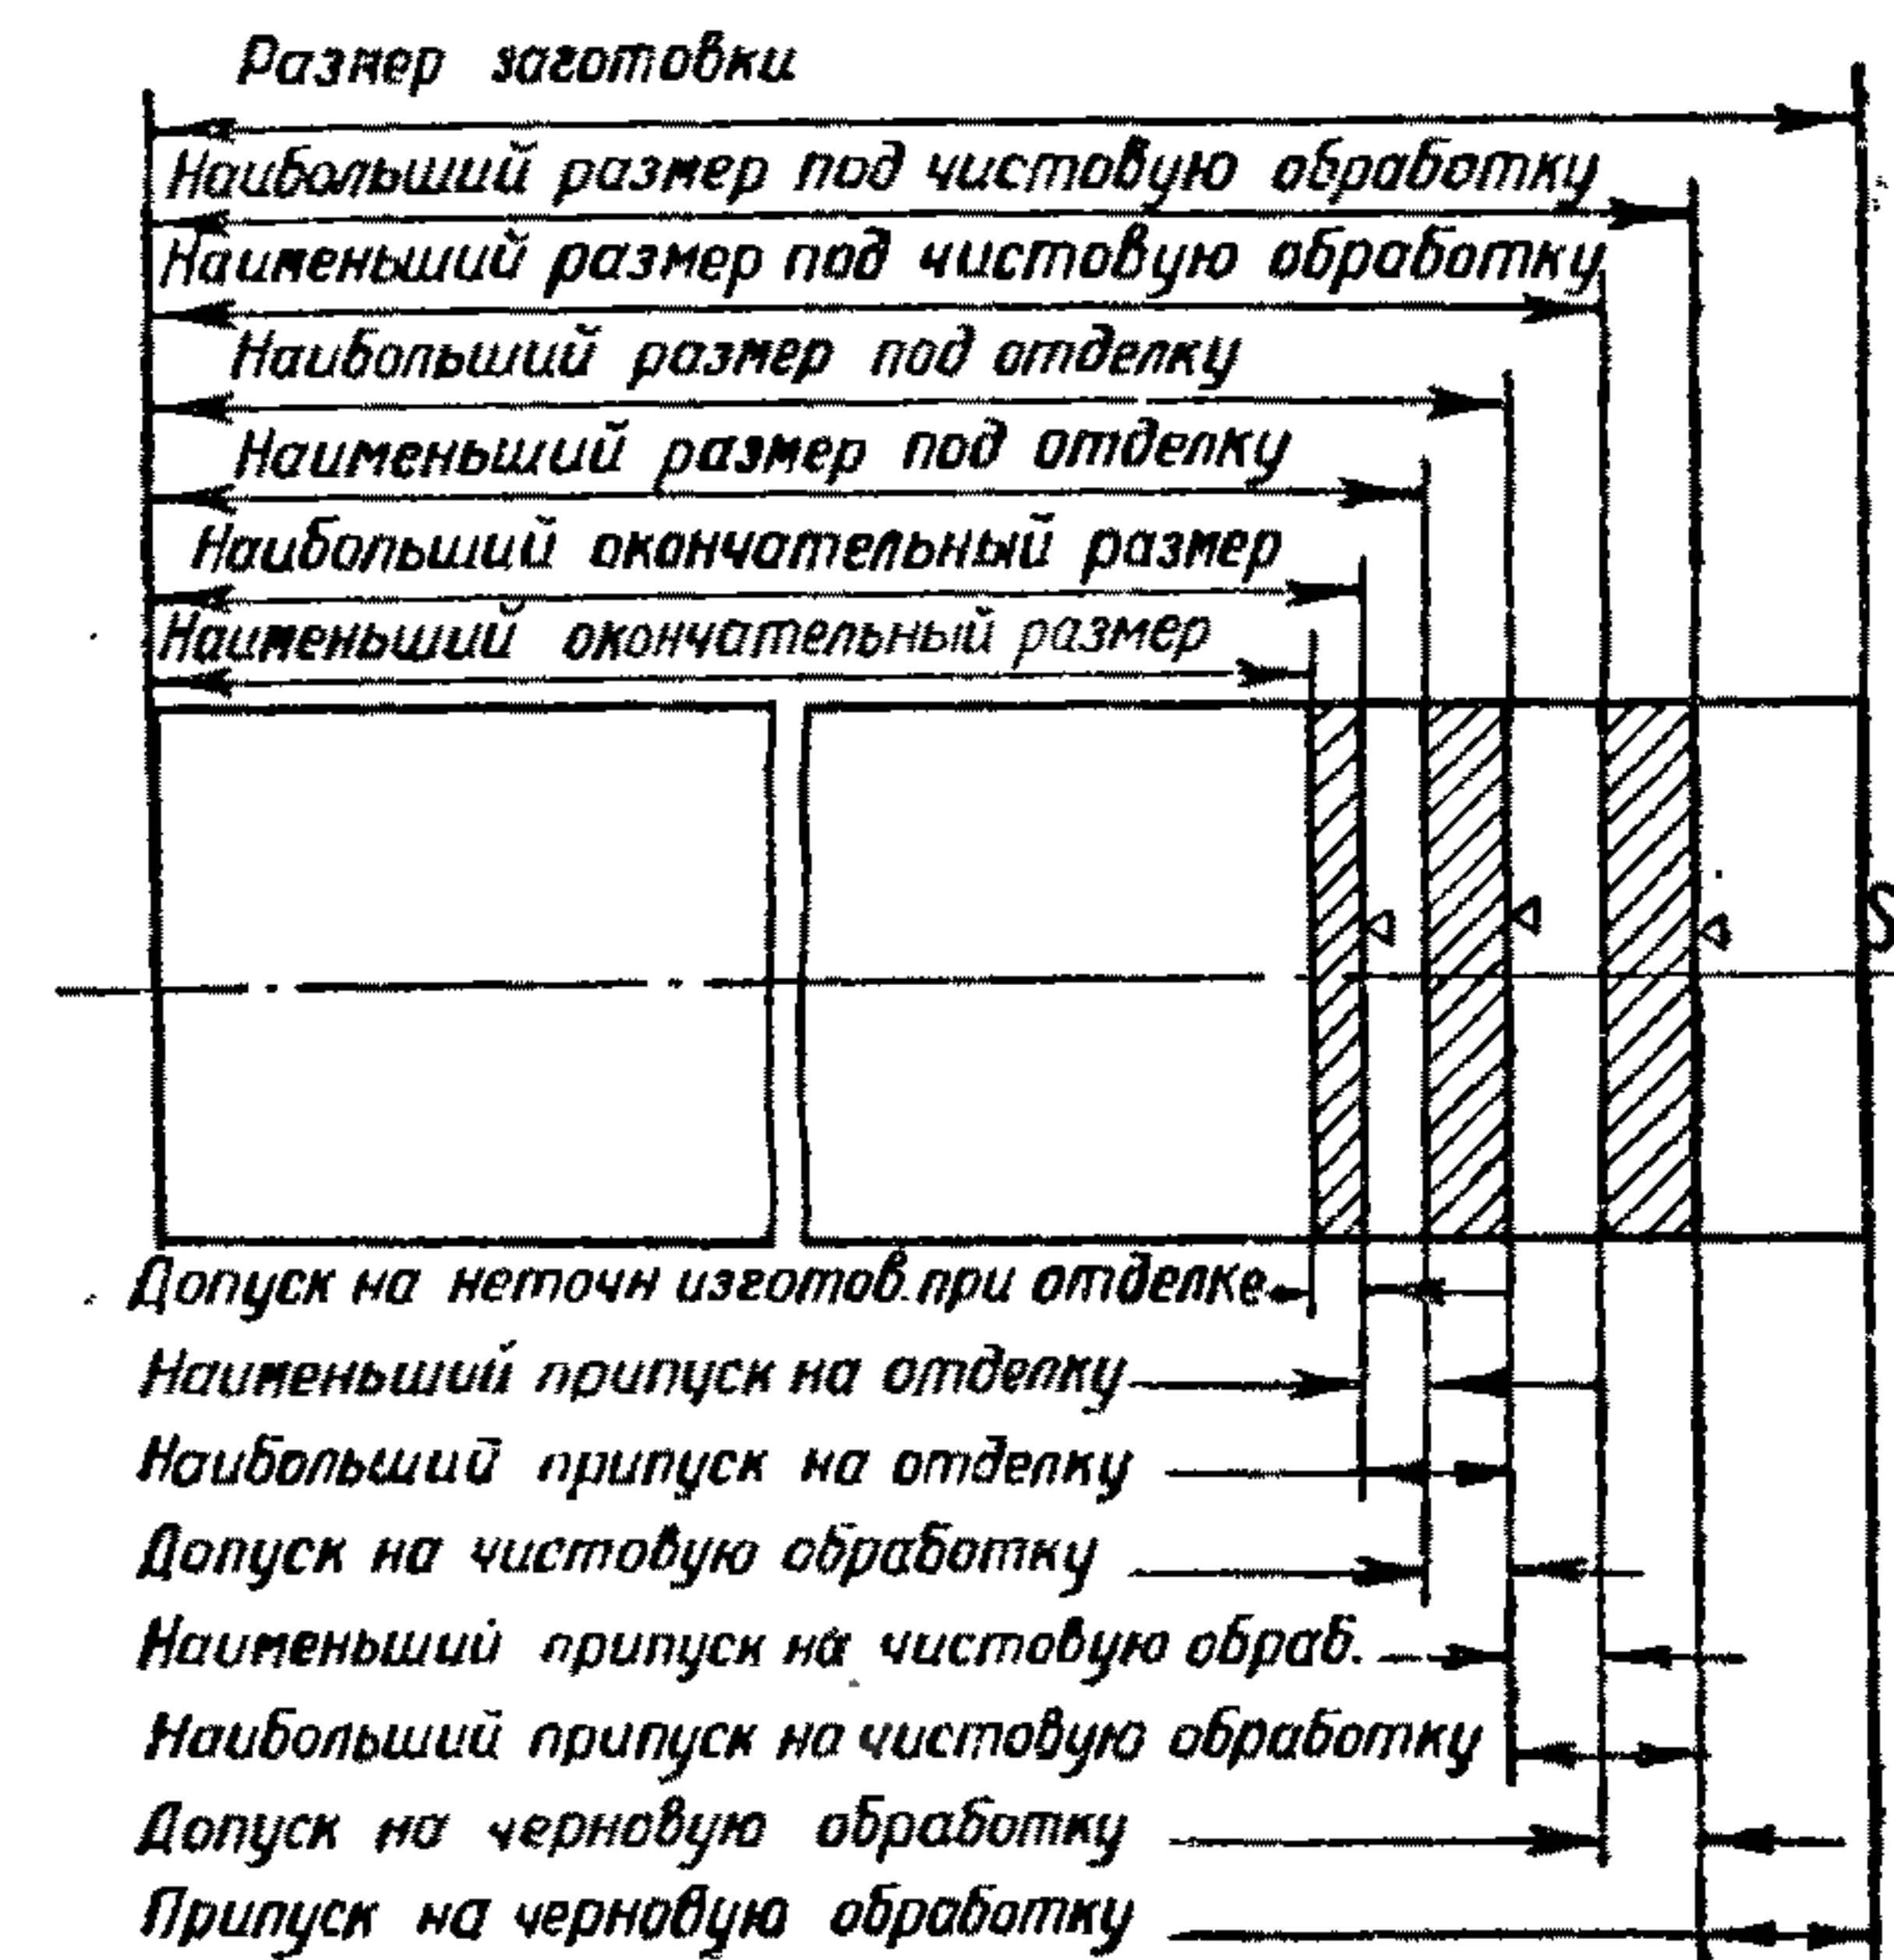 Размер заготовки
Наибольший размер под чистовую обработку
Наименьший размер под чистовую обработку
Наибольший размер под отделку
Наименьший размер под отделку
Наибольший окончательный размер
Наименьший окончательный размер
Допуск на неточн изготов. при отделке
Наименьший припуск на отделку
Наибольший припуск на отделку
Допуск на чистовую обработку
Наименьший припуск на чистовую обраб.
Наибольший припуск на чистовую обработку
Допуск на черновую обработку
Припуск на черновую обработку